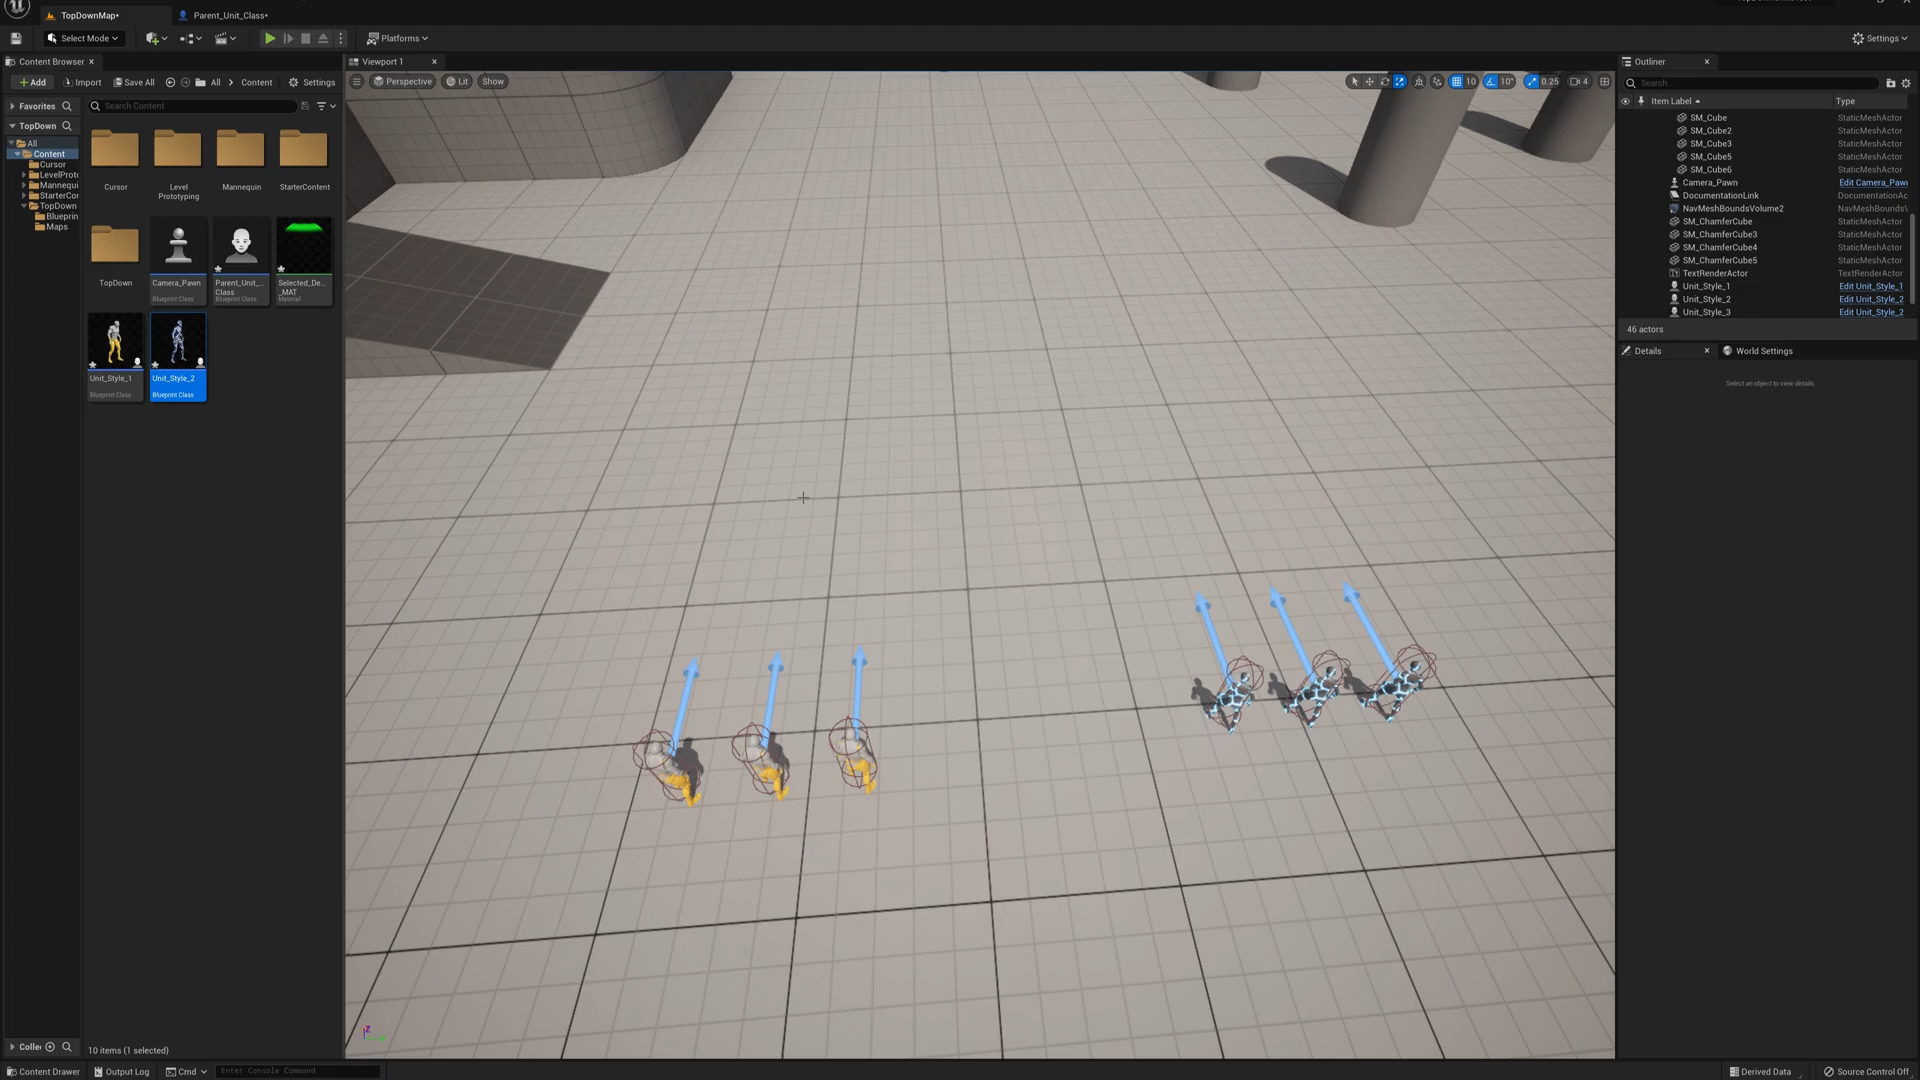 TopDownMap*
Parent_Unit_Class*
Select Mode
Platforms
Settings
Content Browser
Viewport 1
Outliner
+ Add
Import
Save All
All
Content
Settings
Perspective
Lit
Show
10
10°
0.25
4
Search...
Favorites
Search Content
Item Label
Type
TopDown
All
Content
Cursor
LevelProto
Mannequi
StarterCor
TopDown
Blueprin
Maps
Cursor
Level
Prototyping
Mannequin
StarterContent
TopDown
Camera_Pawn
Blueprint Class
Parent_Unit_...
Class
Blueprint Class
Selected_De...
_MAT
Material
Unit_Style_1
Blueprint Class
Unit_Style_2
Blueprint Class
SM_Cube StaticMeshActor
SM_Cube2 StaticMeshActor
SM_Cube3 StaticMeshActor
SM_Cube5 StaticMeshActor
SM_Cube6 StaticMeshActor
Camera_Pawn Edit Camera_Pawn
DocumentationLink DocumentationAc
NavMeshBoundsVolume2 NavMeshBoundsV
SM_ChamferCube StaticMeshActor
SM_ChamferCube3 StaticMeshActor
SM_ChamferCube4 StaticMeshActor
SM_ChamferCube5 StaticMeshActor
TextRenderActor TextRenderActor
Unit_Style_1 Edit Unit_Style_1
Unit_Style_2 Edit Unit_Style_2
Unit_Style_3 Edit Unit_Style_2
46 actors
Details
World Settings
Select an object to view details.
Z
Collec
10 items (1 selected)
Content Drawer
Output Log
Cmd
Enter Console Command
Derived Data
Source Control Off